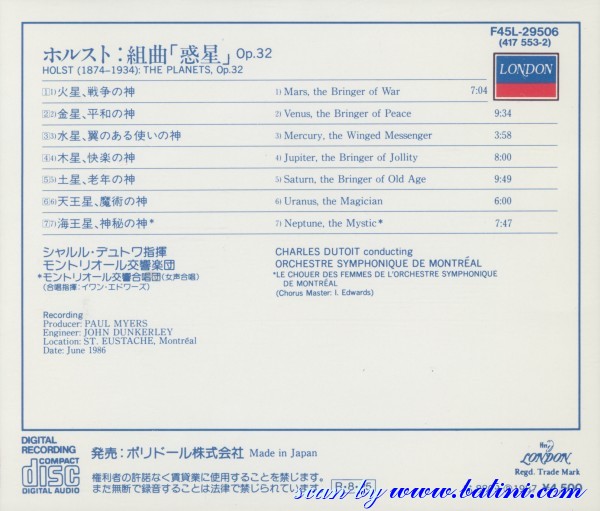 F45L-29506
(417 553-2)
LONDON
ホルスト：組曲「惑星」Op.32
HOLST (1874–1934): THE PLANETS, Op.32
1 1) 火星、戦争の神 1) Mars, the Bringer of War 7:04
2 2) 金星、平和の神 2) Venus, the Bringer of Peace 9:34
3 3) 水星、翼のある使いの神 3) Mercury, the Winged Messenger 3:58
4 4) 木星、快楽の神 4) Jupiter, the Bringer of Jollity 8:00
5 5) 土星、老年の神 5) Saturn, the Bringer of Old Age 9:49
6 6) 天王星、魔術の神 6) Uranus, the Magician 6:00
7 7) 海王星、神秘の神* 7) Neptune, the Mystic* 7:47
シャルル・デュトワ指揮
モントリオール交響楽団
*モントリオール交響合唱団(女声合唱)
(合唱指揮：イワン・エドワーズ)
CHARLES DUTOIT conducting
ORCHESTRE SYMPHONIQUE DE MONTRÉAL
*LE CHOUER DES FEMMES DE L'ORCHESTRE SYMPHONIQUE
DE MONTRÉAL
(Chorus Master: I. Edwards)
Recording
Producer: PAUL MYERS
Engineer: JOHN DUNKERLEY
Location: ST. EUSTACHE, Montréal
Date: June 1986
DIGITAL
RECORDING
COMPACT
disc
DIGITAL AUDIO
発売：ポリドール株式会社 Made in Japan
権利者の許諾なく賃貸業に使用することを禁じます。
また無断で録音することは法律で禁じられています。
LONDON
Regd. Trade Mark
¥4,500
scan by www.batini.com